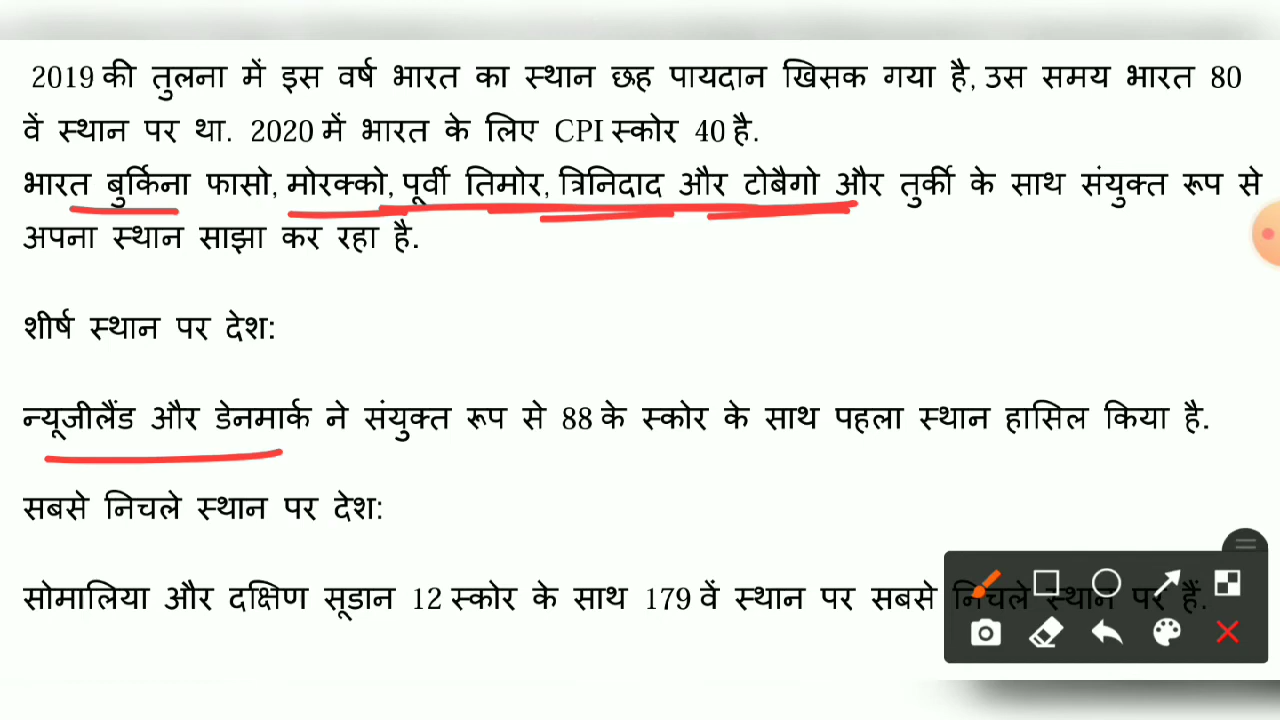 2019 की तुलना में इस वर्ष भारत का स्थान छह पायदान खिसक गया है, उस समय भारत 80
वें स्थान पर था. 2020 में भारत के लिए CPI स्कोर 40 है.
भारत बुर्किना फासो, मोरक्को, पूर्वी तिमोर, त्रिनिदाद और टोबैगो और तुर्की के साथ संयुक्त रूप से
अपना स्थान साझा कर रहा है.
शीर्ष स्थान पर देश:
न्यूजीलैंड और डेनमार्क ने संयुक्त रूप से 88 के स्कोर के साथ पहला स्थान हासिल किया है.
सबसे निचले स्थान पर देश:
सोमालिया और दक्षिण सूडान 12 स्कोर के साथ 179 वें स्थान पर सबसे निचले स्थान पर हैं.